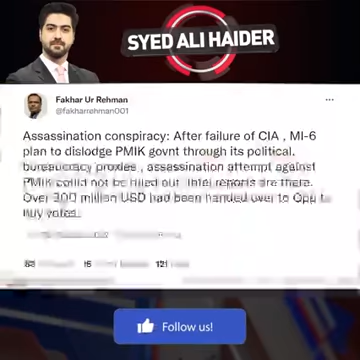 SYED ALI HAIDER
Fakhar Ur Rehman
@fakharrehman001
Assassination conspiracy: After failure of CIA , MI-6
plan to dislodge PMIK govnt through its political,
bureaucracy proxies , assassination attempt against
PMIK could not be ruled out. Intel reports are there.
Over 300 million USD had been handed over to Opp to
buy votes.
Follow us!